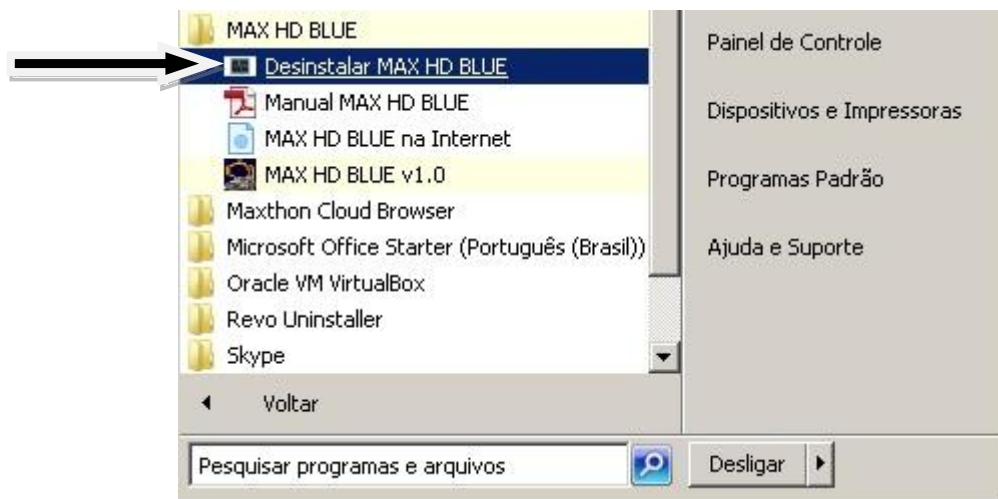 MAX HD BLUE
Desinstalar MAX HD BLUE
Manual MAX HD BLUE
MAX HD BLUE na Internet
MAX HD BLUE v1.0
Maxthon Cloud Browser
Microsoft Office Starter (Português (Brasil))
Oracle VM VirtualBox
Revo Uninstaller
Skype
Voltar
Pesquisar programas e arquivos
Painel de Controle
Dispositivos e Impressoras
Programas Padrão
Ajuda e Suporte
Desligar